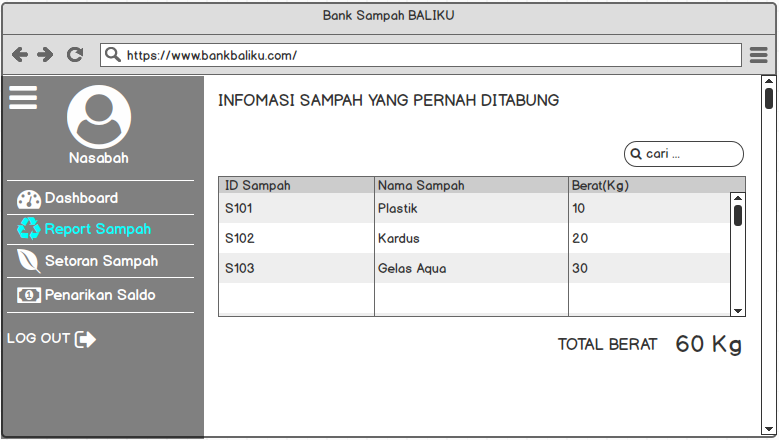 Bank Sampah BALIKU
https://www.bankbaliku.com/
Nasabah
Dashboard
Report Sampah
Setoran Sampah
Penarikan Saldo
LOG OUT
INFOMASI SAMPAH YANG PERNAH DITABUNG
cari ...
ID Sampah Nama Sampah Berat(Kg)
S101 Plastik 10
S102 Kardus 20
S103 Gelas Aqua 30
TOTAL BERAT 60 Kg